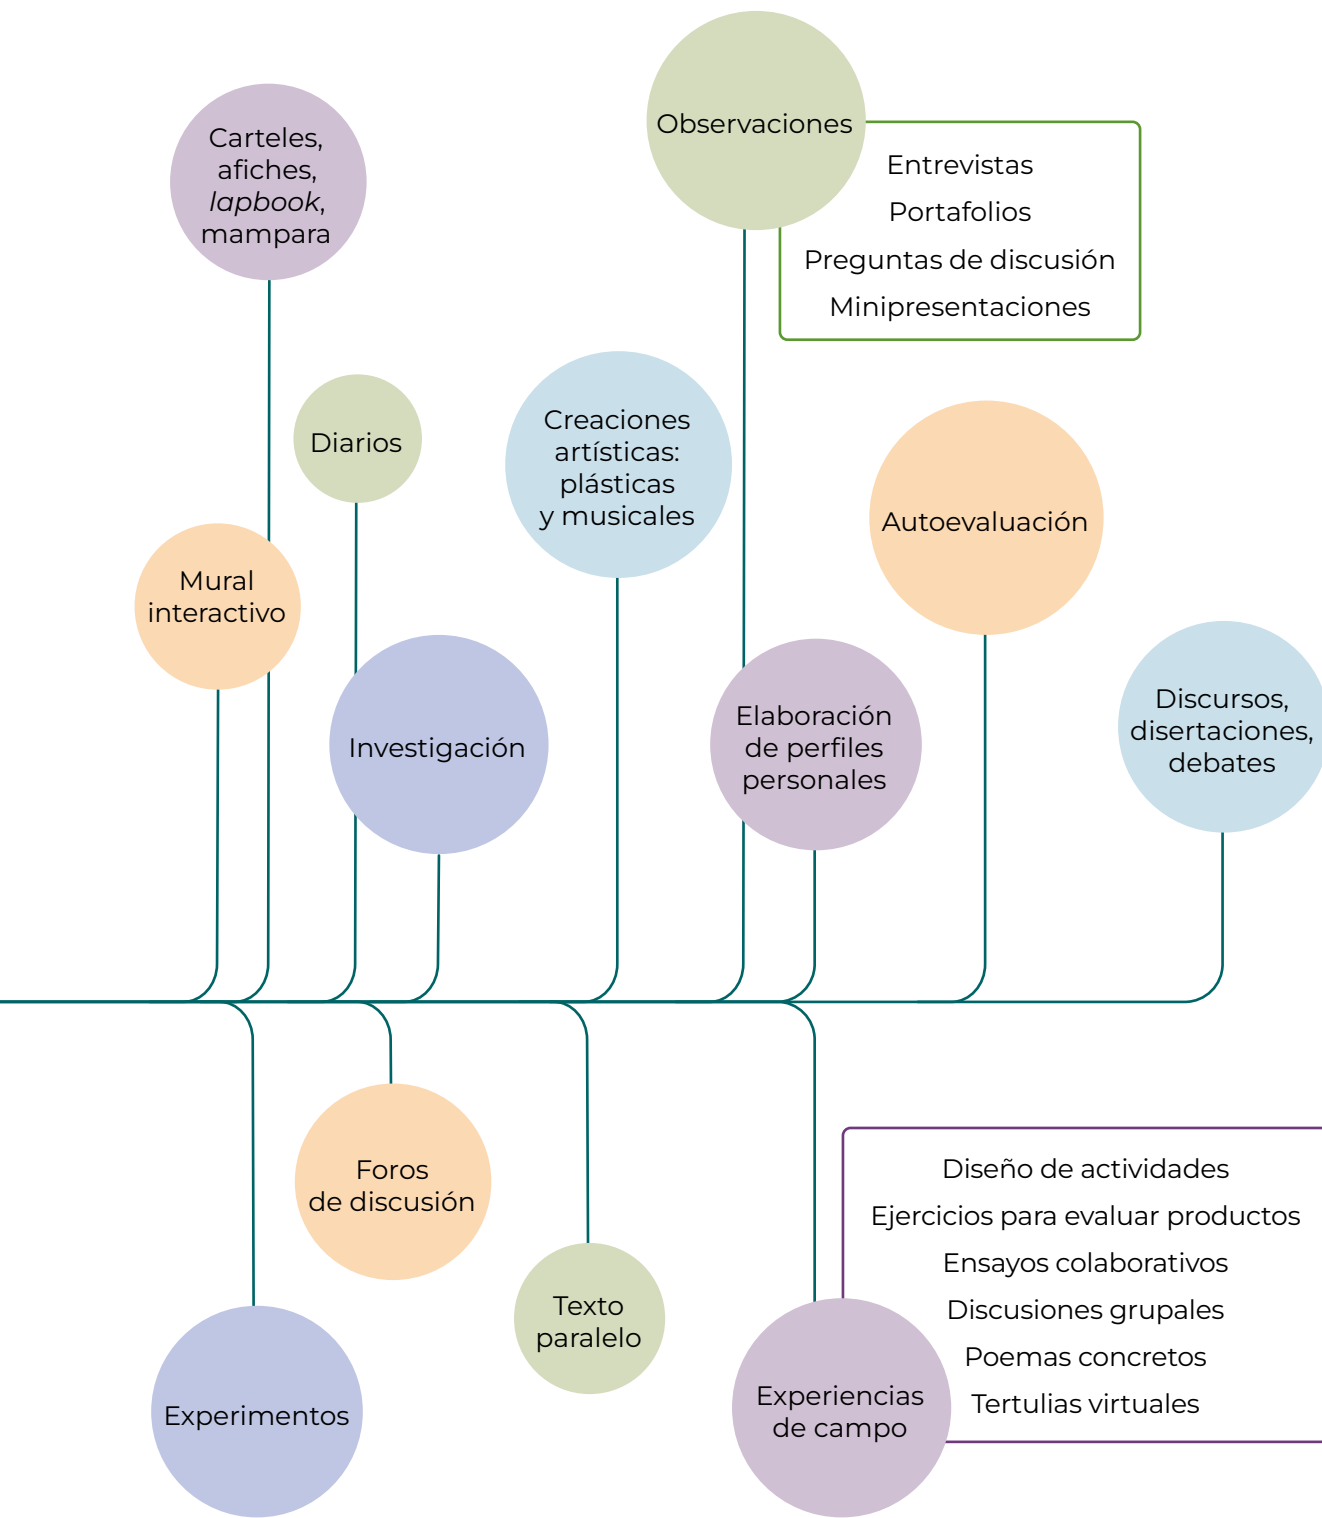 Observaciones
Entrevistas
Portafolios
Preguntas de discusión
Minipresentaciones
Carteles,
afiches,
lapbook,
mampara
Diarios
Creaciones
artísticas:
plásticas
y musicales
Autoevaluación
Mural
interactivo
Investigación
Elaboración
de perfiles
personales
Discursos,
disertaciones,
debates
Foros
de discusión
Texto
paralelo
Experimentos
Experiencias
de campo
Diseño de actividades
Ejercicios para evaluar productos
Ensayos colaborativos
Discusiones grupales
Poemas concretos
Tertulias virtuales